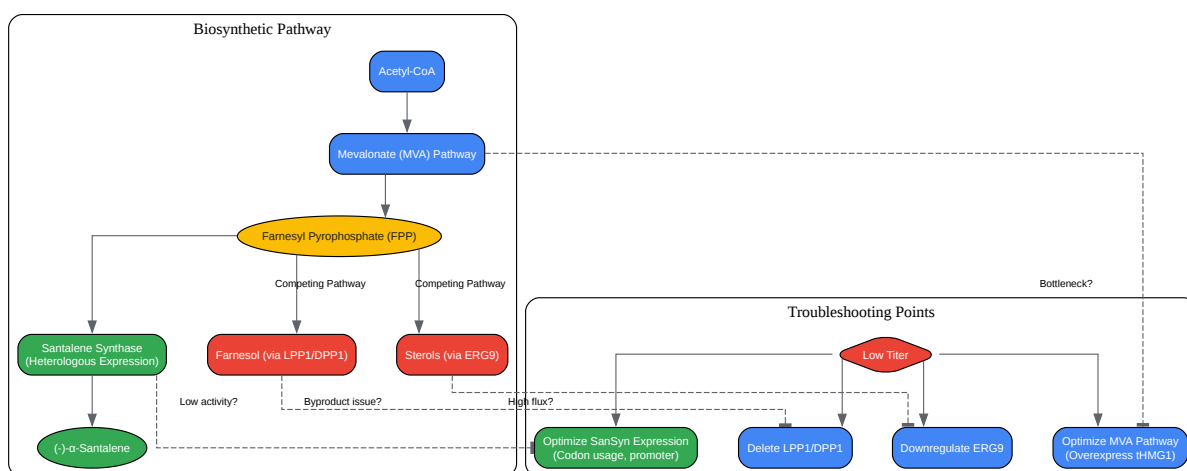 Biosynthetic Pathway
Acetyl-CoA
Mevalonate (MVA) Pathway
Farnesyl Pyrophosphate (FPP)
Competing Pathway
Competing Pathway
Bottleneck?
Troubleshooting Points
Santalene Synthase
(Heterologous Expression)
Farnesol (via LPP1/DPP1)
Sterols (via ERG9)
Low Titer
Low activity?
Byproduct issue?
High flux?
(-)-α-Santalene
Optimize SanSyn Expression
(Codon usage, promoter)
Delete LPP1/DPP1
Downregulate ERG9
Optimize MVA Pathway
(Overexpress tHMG1)